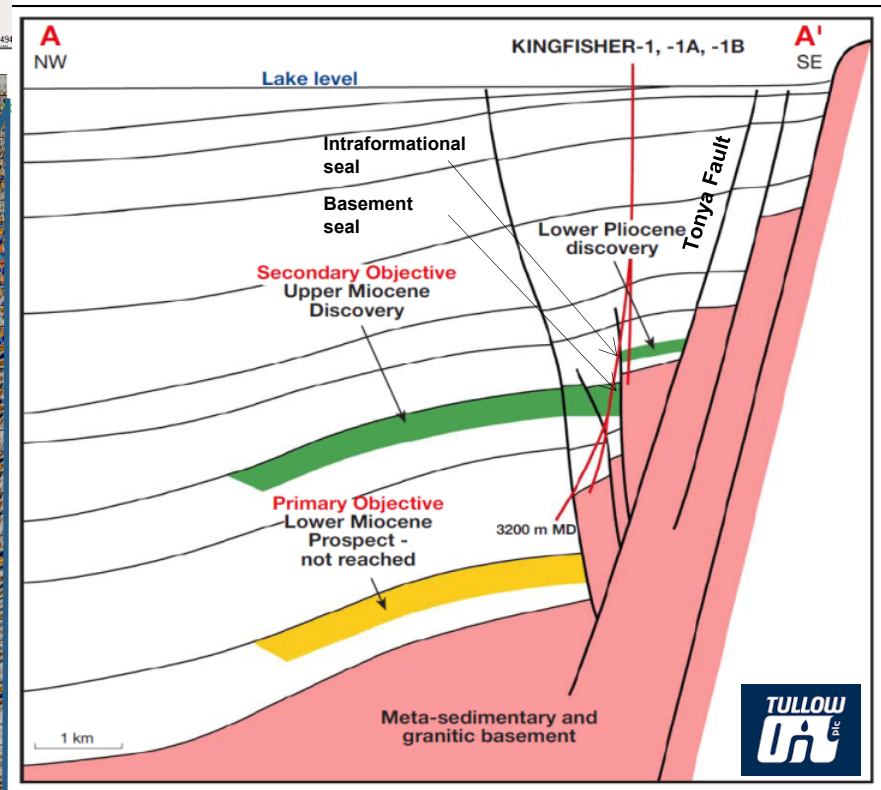 494
A
NW
KINGFISHER-1, -1A, -1B
A'
SE
Lake level
Intraformational
seal
Basement
seal
Tonya Fault
Lower Pliocene
discovery
Secondary Objective
Upper Miocene
Discovery
Primary Objective
Lower Miocene
Prospect -
not reached
3200 m MD
Meta-sedimentary and
granitic basement
1 km
TULLOW
Oil plc